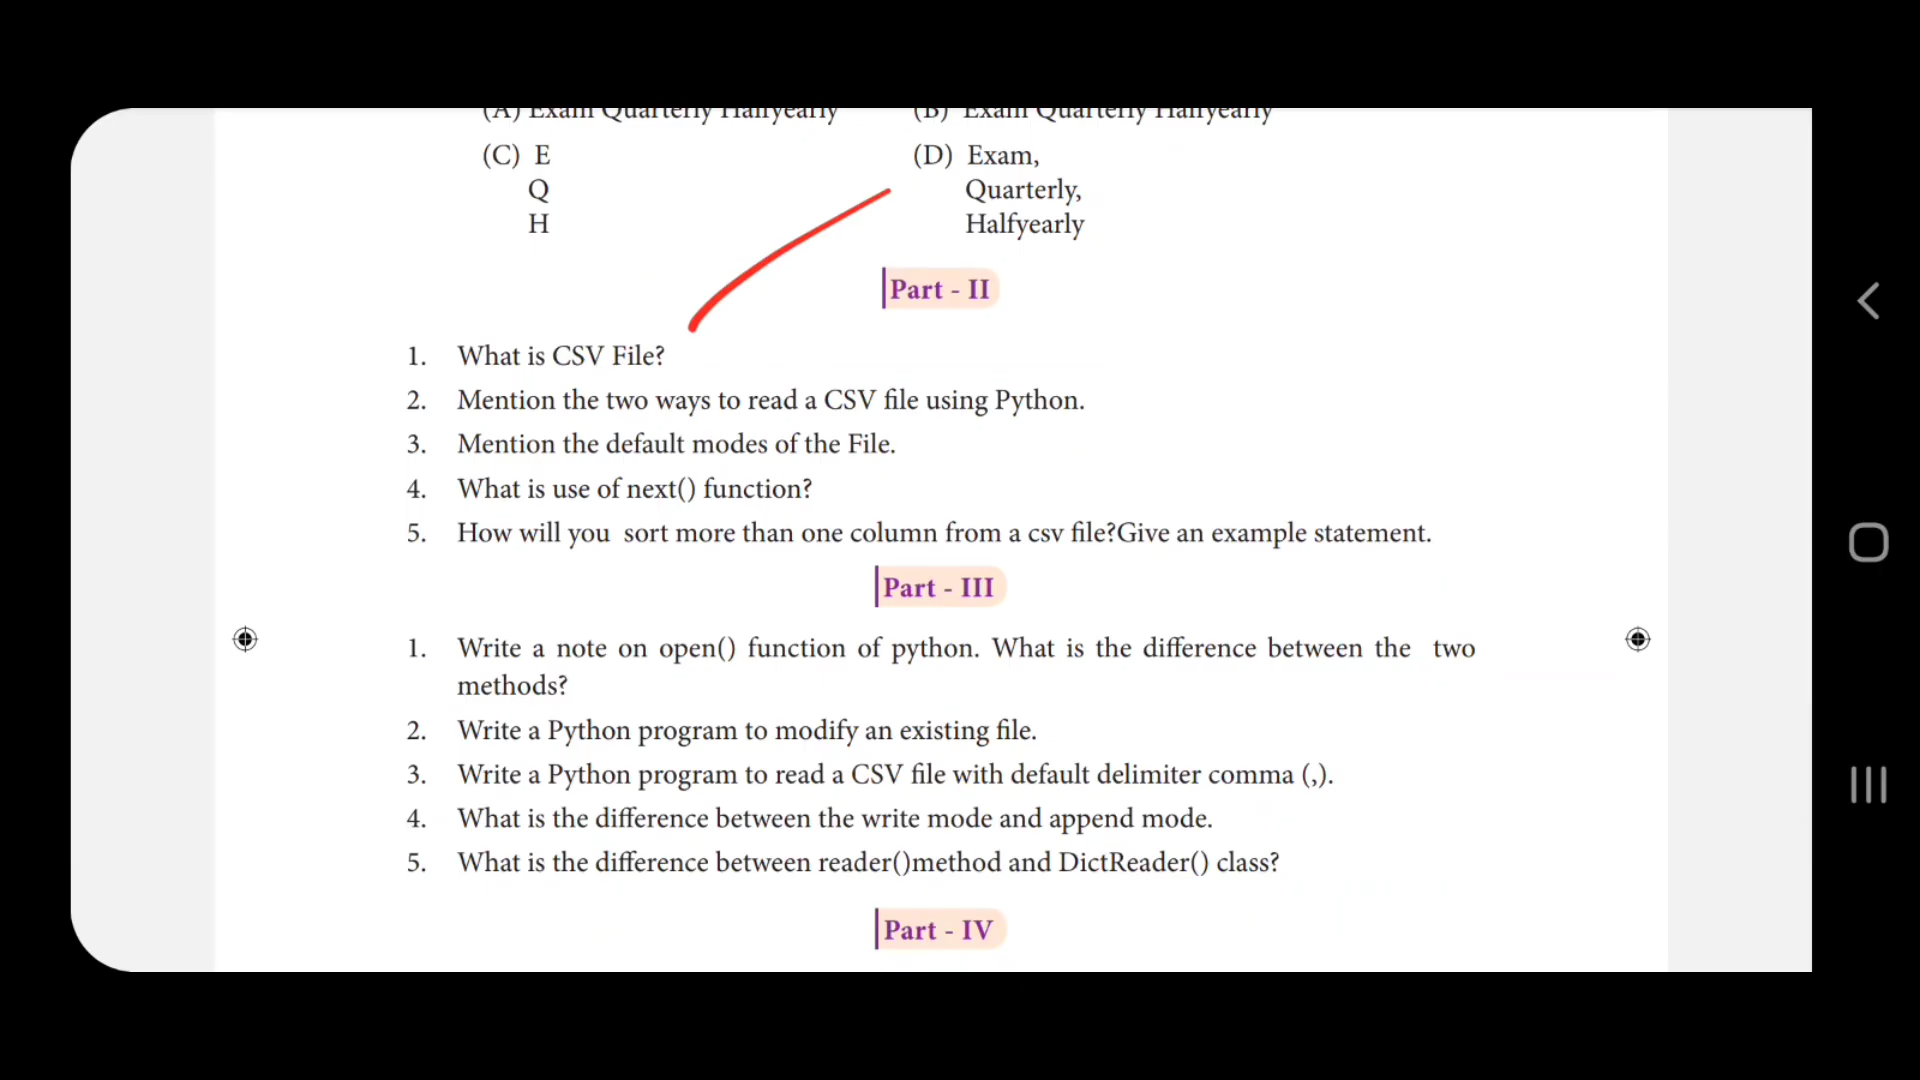 (A) Exam Quarterly Halfyearly (B) Exam Quarterly Halfyearly
(C) E (D) Exam,
Q Quarterly,
H Halfyearly
Part - II
1. What is CSV File?
2. Mention the two ways to read a CSV file using Python.
3. Mention the default modes of the File.
4. What is use of next() function?
5. How will you sort more than one column from a csv file?Give an example statement.
Part - III
1. Write a note on open() function of python. What is the difference between the two
methods?
2. Write a Python program to modify an existing file.
3. Write a Python program to read a CSV file with default delimiter comma (,).
4. What is the difference between the write mode and append mode.
5. What is the difference between reader()method and DictReader() class?
Part - IV